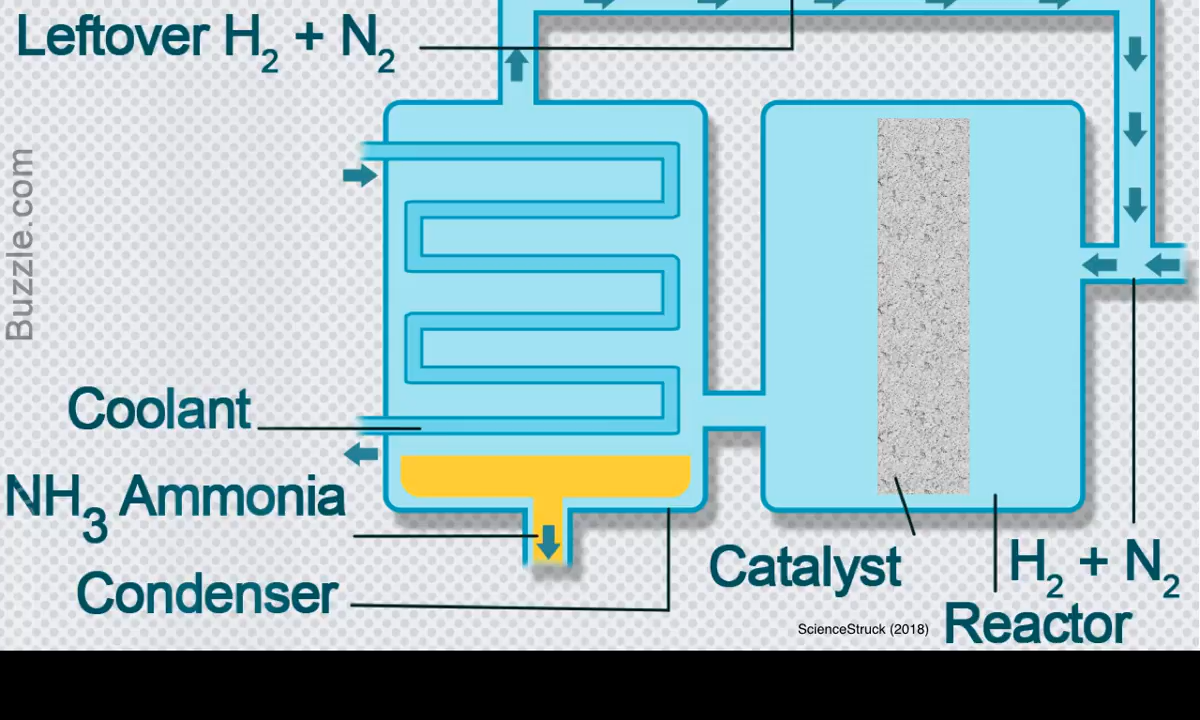 Leftover H₂ + N₂
Buzzle.com
Coolant
NH₃ Ammonia
Condenser
Catalyst
H₂ + N₂
Reactor
ScienceStruck (2018)